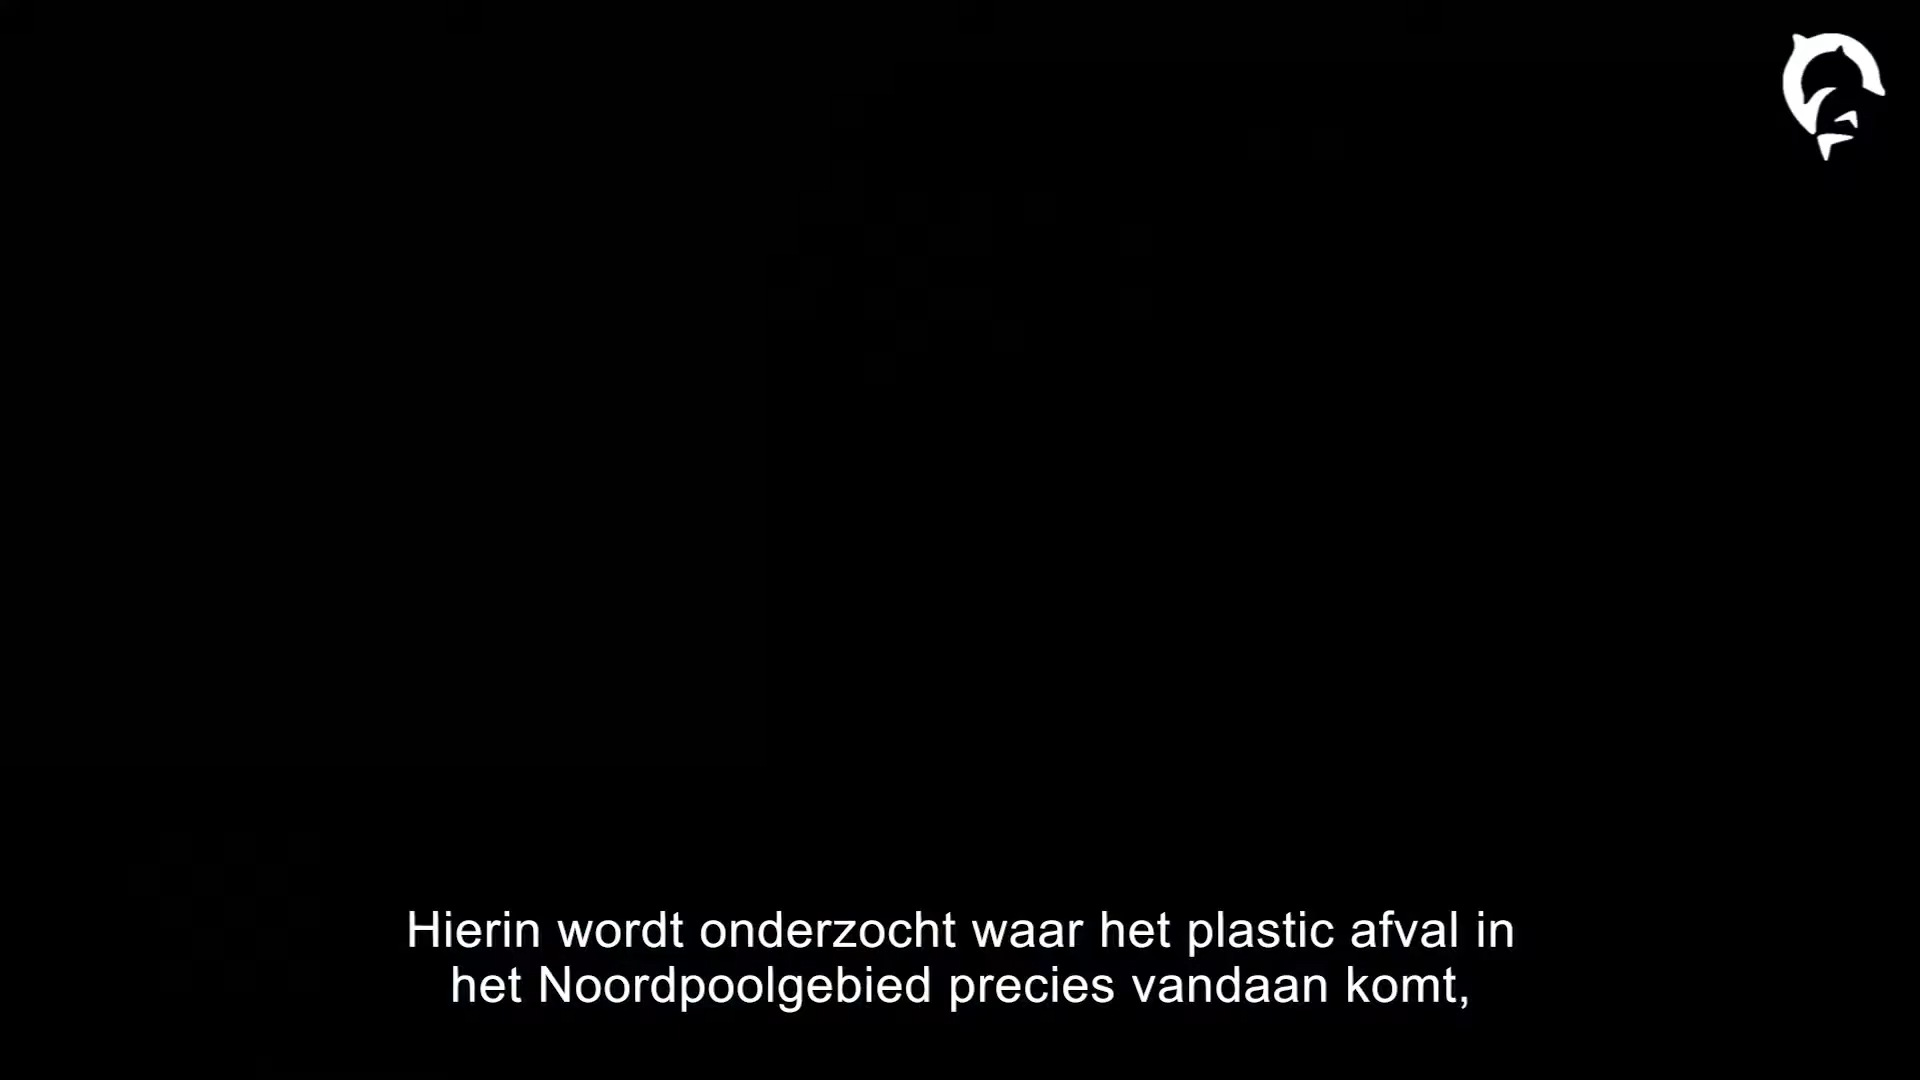 Hierin wordt onderzocht waar het plastic afval in
het Noordpoolgebied precies vandaan komt,